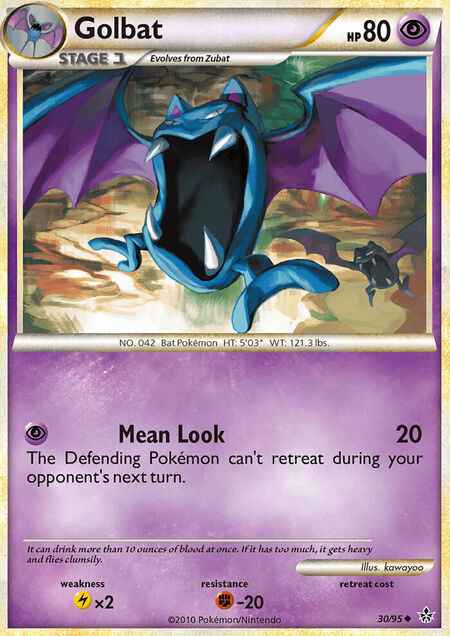 Golbat HP 80
STAGE 1 Evolves from Zubat
NO. 042 Bat Pokémon HT: 5'03" WT: 121.3 lbs.
Mean Look 20
The Defending Pokémon can't retreat during your
opponent's next turn.
It can drink more than 10 ounces of blood at once. If it has too much, it gets heavy
and flies clumsily.
Illus. kawayoo
weakness resistance retreat cost
×2 -20
©2010 Pokémon/Nintendo 30/95